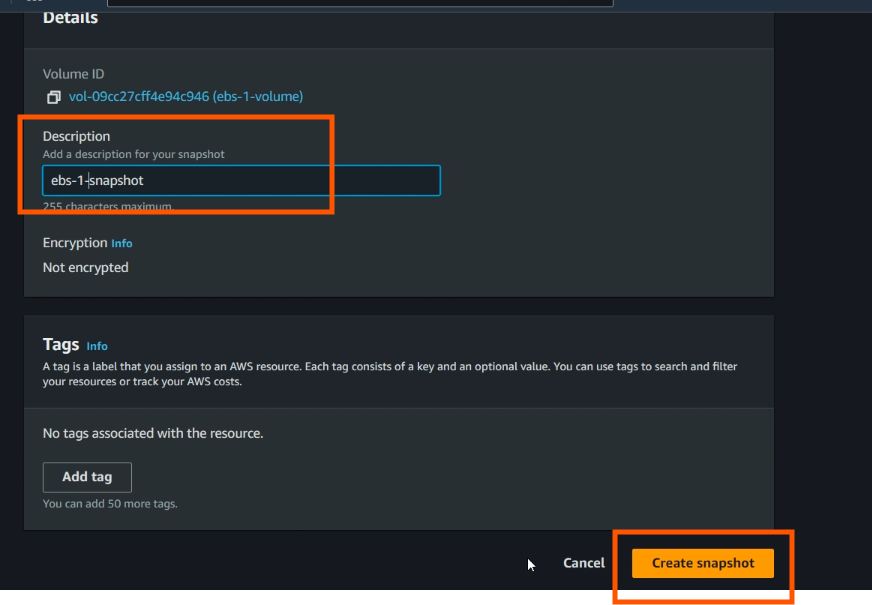 Details
Volume ID
vol-09cc27cff4e94c946 (ebs-1-volume)
Description
Add a description for your snapshot
ebs-1-snapshot
255 characters maximum.
Encryption Info
Not encrypted
Tags Info
A tag is a label that you assign to an AWS resource. Each tag consists of a key and an optional value. You can use tags to search and filter
your resources or track your AWS costs.
No tags associated with the resource.
Add tag
You can add 50 more tags.
Cancel
Create snapshot